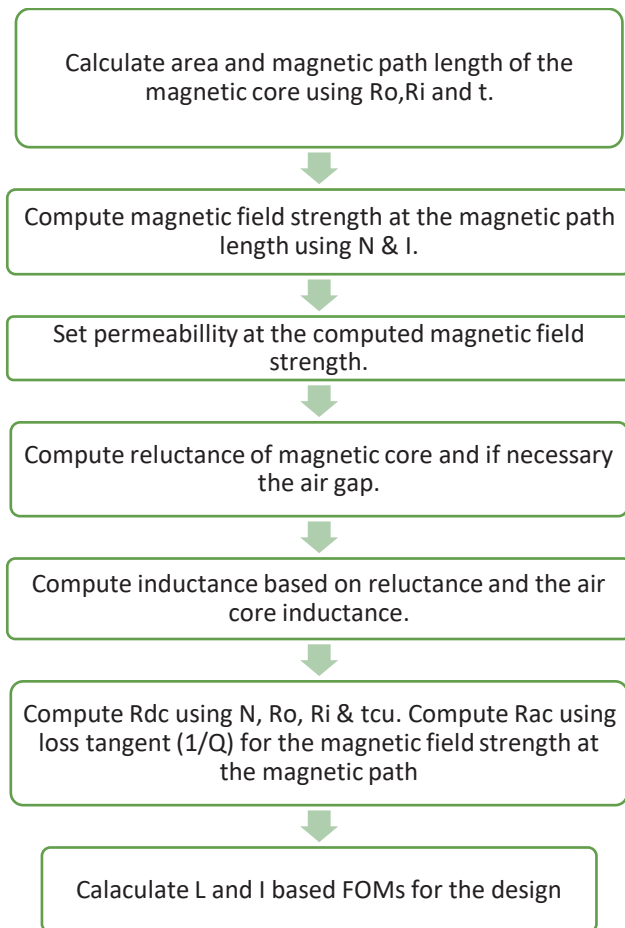 Calculate area and magnetic path length of the
magnetic core using Ro,Ri and t.
Compute magnetic field strength at the magnetic path
length using N & I.
Set permeabillity at the computed magnetic field
strength.
Compute reluctance of magnetic core and if necessary
the air gap.
Compute inductance based on reluctance and the air
core inductance.
Compute Rdc using N, Ro, Ri & tcu. Compute Rac using
loss tangent (1/Q) for the magnetic field strength at
the magnetic path
Calaculate L and I based FOMs for the design